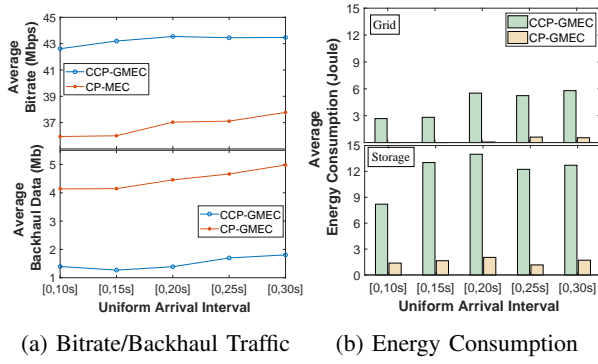 Average
Bitrate (Mbps)
43
41
39
37
CCP-GMEC
CP-MEC
Average
Backhaul Data (Mb)
5
4
3
2
1
CCP-GMEC
CP-GMEC
[0,10s] [0,15s] [0,20s] [0,25s] [0,30s]
Uniform Arrival Interval
(a) Bitrate/Backhaul Traffic
Average
Energy Consumption (Joule)
Grid
CCP-GMEC
CP-GMEC
12
9
6
3
Storage
15
12
9
6
3
0
[0,10s] [0,15s] [0,20s] [0,25s] [0,30s]
Uniform Arrival Interval
(b) Energy Consumption